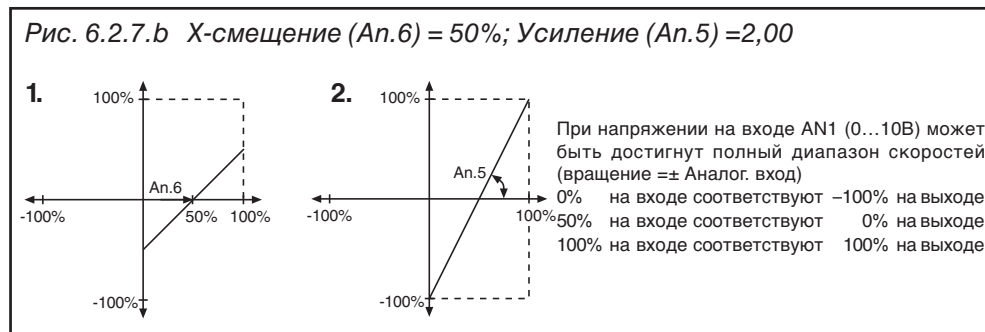 Рис. 6.2.7.b X-смещение (An.6) = 50%; Усиление (An.5) =2,00
1.
100%
An.6
-100%
50%
100%
-100%
2.
100%
An.5
-100%
100%
-100%
При напряжении на входе AN1 (0...10В) может
быть достигнут полный диапазон скоростей
(вращение =± Аналог. вход)
0% на входе соответствуют –100% на выходе
50% на входе соответствуют 0% на выходе
100% на входе соответствуют 100% на выходе